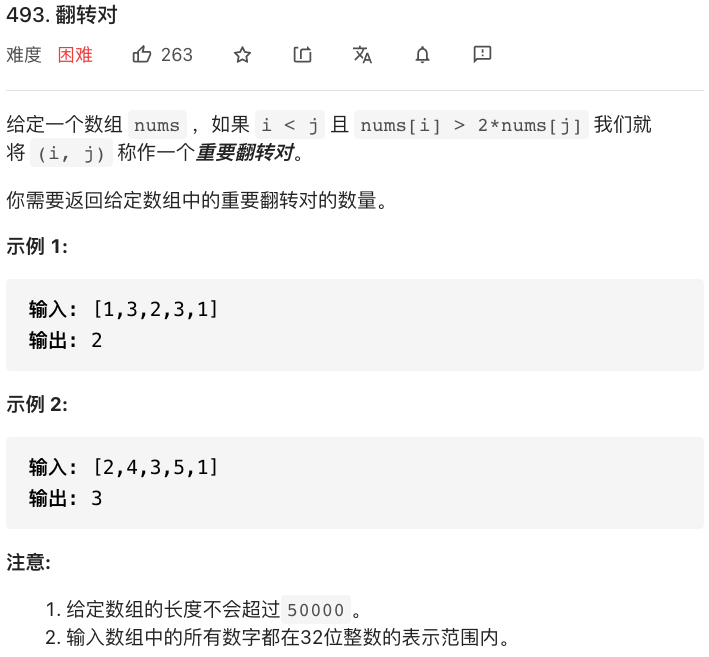 493. 翻转对
难度 困难 263
给定一个数组 nums ，如果 i < j 且 nums[i] > 2*nums[j] 我们就
将 (i, j) 称作一个重要翻转对。
你需要返回给定数组中的重要翻转对的数量。
示例 1:
输入: [1,3,2,3,1]
输出: 2
示例 2:
输入: [2,4,3,5,1]
输出: 3
注意:
1. 给定数组的长度不会超过50000。
2. 输入数组中的所有数字都在32位整数的表示范围内。